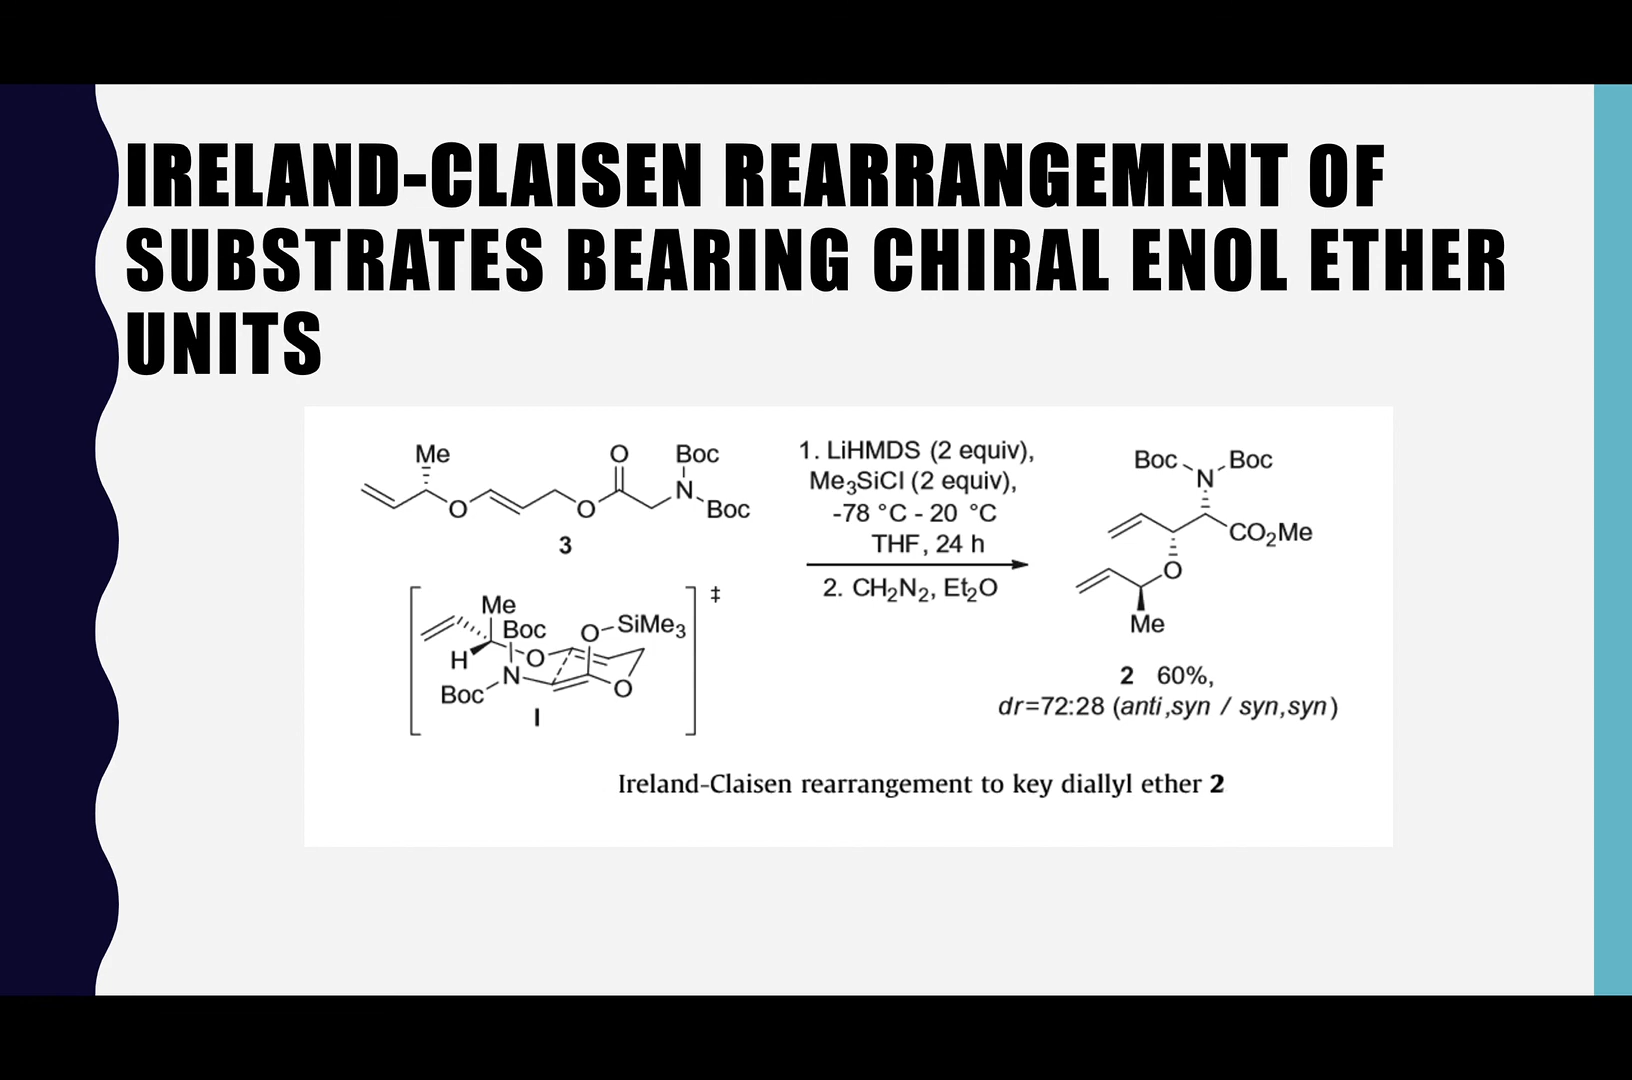 IRELAND-CLAISEN REARRANGEMENT OF
SUBSTRATES BEARING CHIRAL ENOL ETHER
UNITS
Me
O
O
O
Boc
N
Boc
3
1. LiHMDS (2 equiv),
Me₃SiCl (2 equiv),
-78 °C - 20 °C
THF, 24 h
2. CH₂N₂, Et₂O
Boc
N
Boc
CO₂Me
O
Me
2 60%,
dr=72:28 (anti,syn / syn,syn)
Me
Boc
O
SiMe₃
H
O
N
Boc
O
I
‡
Ireland-Claisen rearrangement to key diallyl ether 2